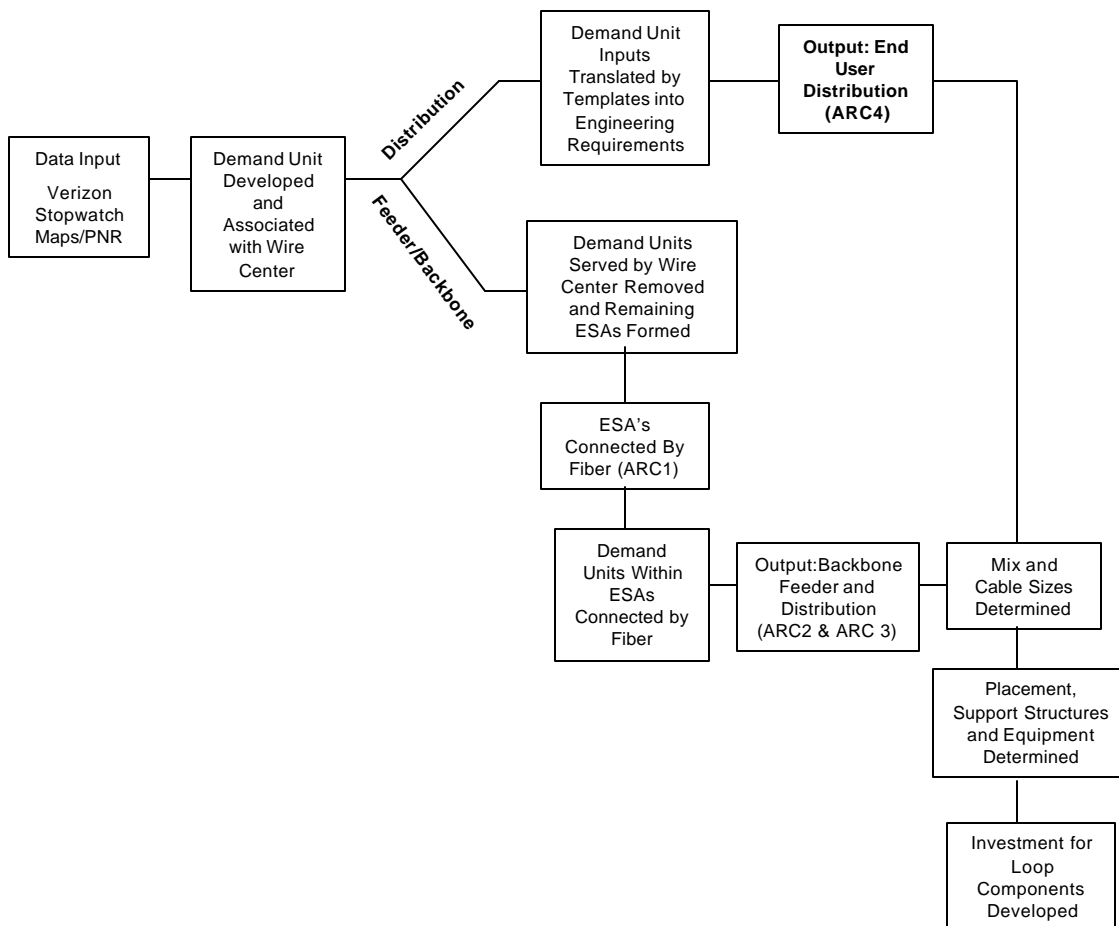 Data Input
Verizon
Stopwatch
Maps/PNR
Demand Unit
Developed
and
Associated
with Wire
Center
Distribution
Feeder/Backbone
Demand Unit
Inputs
Translated by
Templates into
Engineering
Requirements
Output: End
User
Distribution
(ARC4)
Demand Units
Served by Wire
Center Removed
and Remaining
ESAs Formed
ESA's
Connected By
Fiber (ARC1)
Demand
Units Within
ESAs
Connected by
Fiber
Output:Backbone
Feeder and
Distribution
(ARC2 & ARC 3)
Mix and
Cable Sizes
Determined
Placement,
Support Structures
and Equipment
Determined
Investment for
Loop
Components
Developed